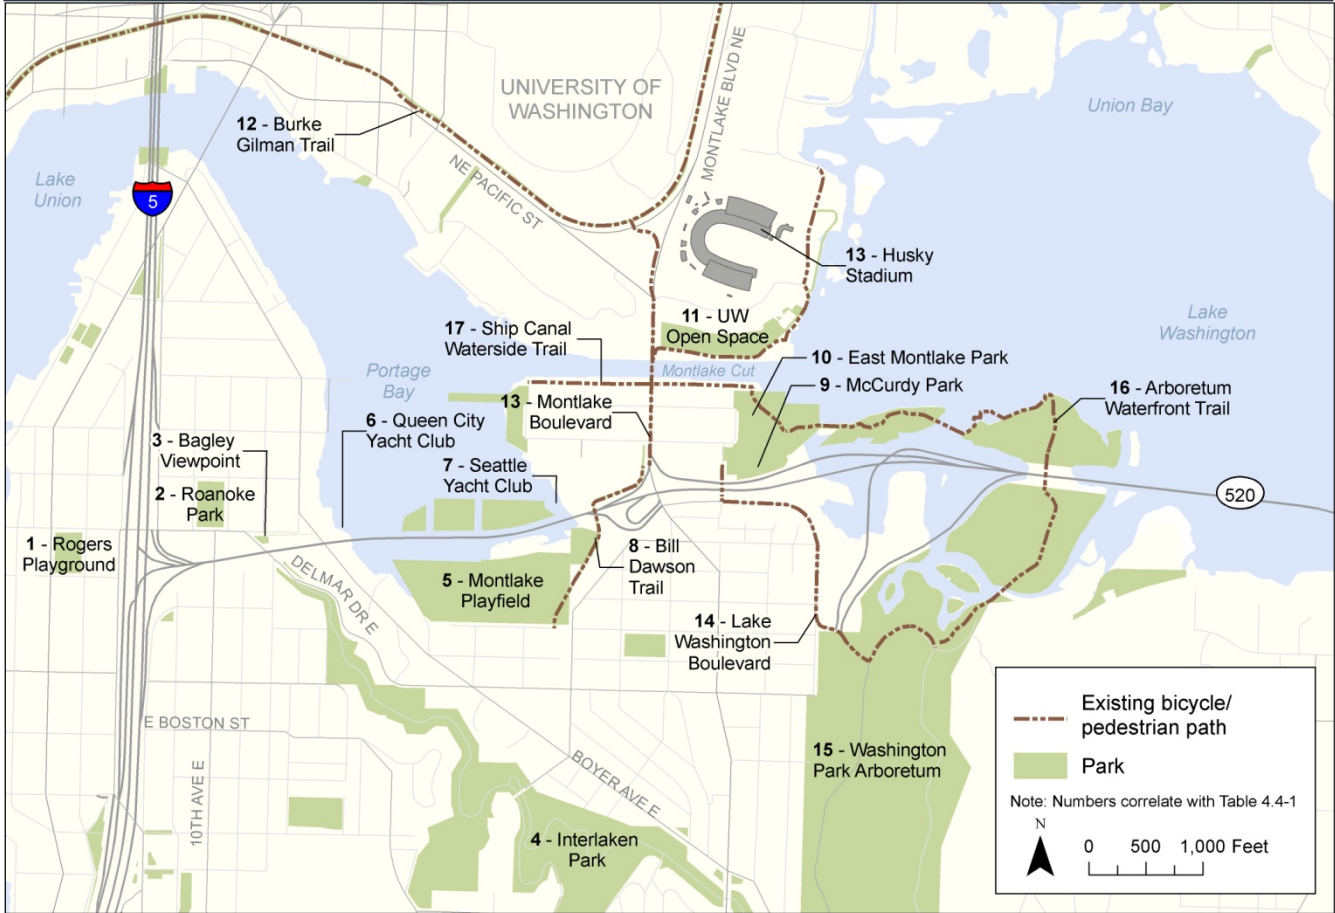 UNIVERSITY OF
WASHINGTON
MONTLAKE BLVD NE
Union Bay
12 - Burke
Gilman Trail
NE PACIFIC ST
Lake
Union
5
13 - Husky
Stadium
11 - UW
Open Space
17 - Ship Canal
Waterside Trail
Lake
Washington
Portage
Bay
Montlake Cut
10 - East Montlake Park
9 - McCurdy Park
16 - Arboretum
Waterfront Trail
13 - Montlake
Boulevard
6 - Queen City
Yacht Club
3 - Bagley
Viewpoint
7 - Seattle
Yacht Club
2 - Roanoke
Park
520
1 - Rogers
Playground
8 - Bill
Dawson
Trail
5 - Montlake
Playfield
DELMAR DR E
14 - Lake
Washington
Boulevard
E BOSTON ST
10TH AVE E
BOYER AVE E
15 - Washington
Park Arboretum
4 - Interlaken
Park
Existing bicycle/
pedestrian path
Park
Note: Numbers correlate with Table 4.4-1
N
0 500 1,000 Feet